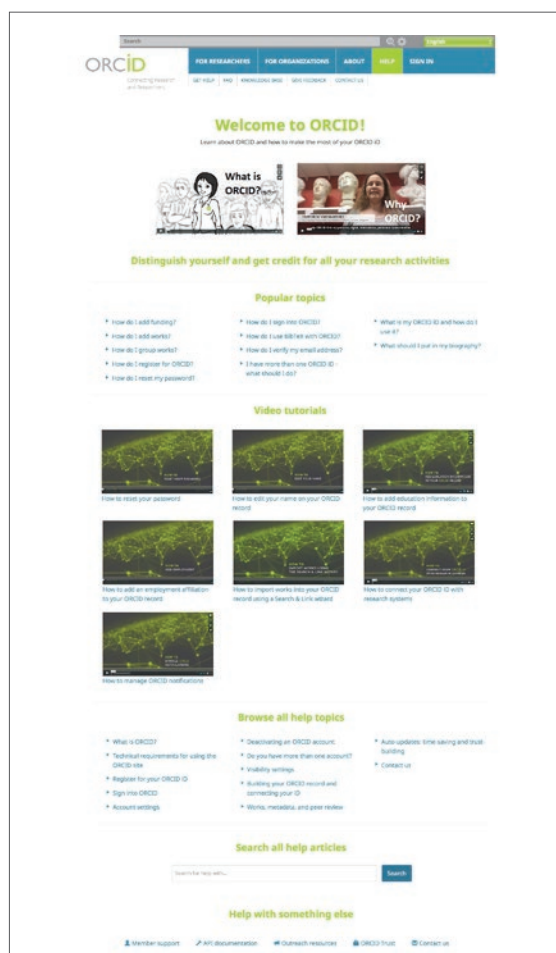 Search
English
ORCID
Connecting Research
and Researchers
FOR RESEARCHERS
FOR ORGANIZATIONS
ABOUT
HELP
SIGN IN
GET HELP
FAQ
KNOWLEDGE BASE
GIVE FEEDBACK
CONTACT US
Welcome to ORCID!
Learn about ORCID and how to make the most of your ORCID iD
What is
ORCID?
Why
ORCID?
Distinguish yourself and get credit for all your research activities
Popular topics
How do I add funding?
How do I add works?
How do I group works?
How do I register for ORCID?
How do I reset my password?
How do I sign into ORCID?
How do I use BibTeX with ORCID?
How do I verify my email address?
I have more than one ORCID iD -
what should I do?
What is my ORCID iD and how do I
use it?
What should I put in my biography?
Video tutorials
How to reset your password
How to edit your name on your ORCID
record
How to add education information to
your ORCID record
How to add an employment affiliation
to your ORCID record
How to import works into your ORCID
record using a Search & Link wizard
How to connect your ORCID iD with
research systems
How to manage ORCID notifications
Browse all help topics
What is ORCID?
Technical requirements for using the
ORCID site
Register for your ORCID iD
Sign into ORCID
Account settings
Deactivating an ORCID account
Do you have more than one account?
Visibility settings
Building your ORCID record and
connecting your iD
Works, metadata, and peer review
Auto-updates: time saving and trust-
building
Contact us
Search all help articles
Search for help with...
Search
Help with something else
Member support
API documentation
Outreach resources
ORCID Trust
Contact us